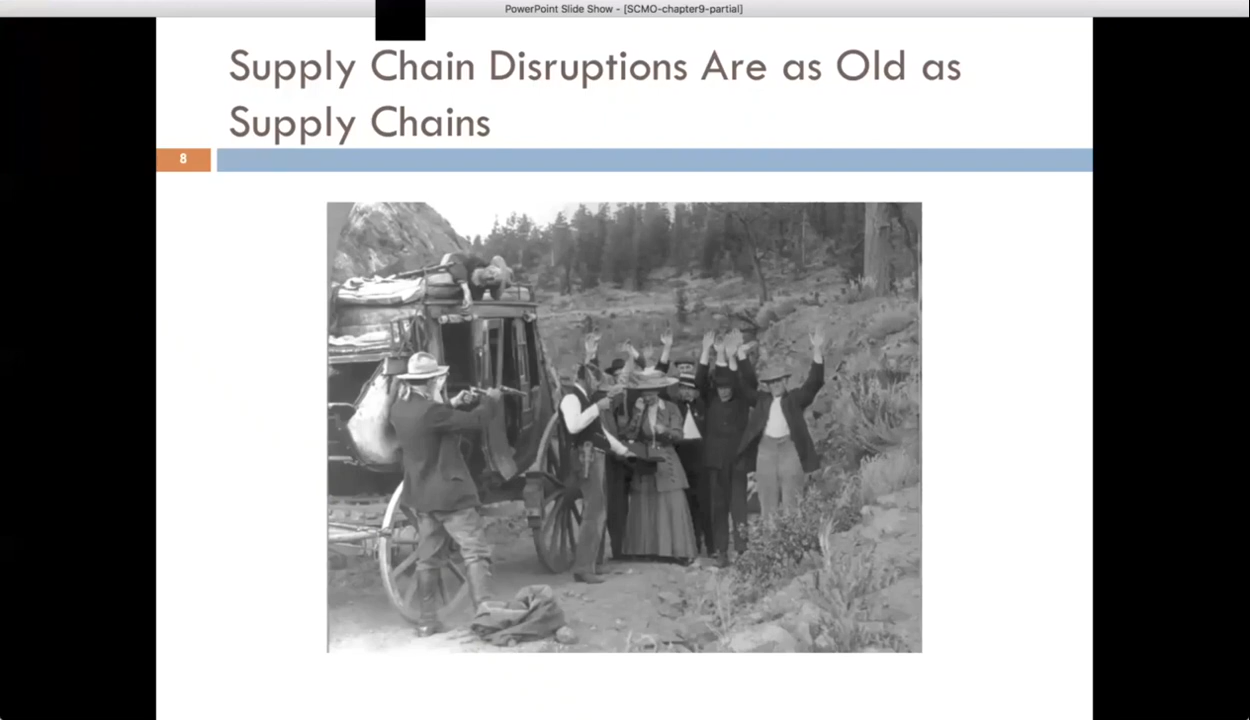 PowerPoint Slide Show - [SCMO-chapter9-partial]
Supply Chain Disruptions Are as Old as
Supply Chains
8